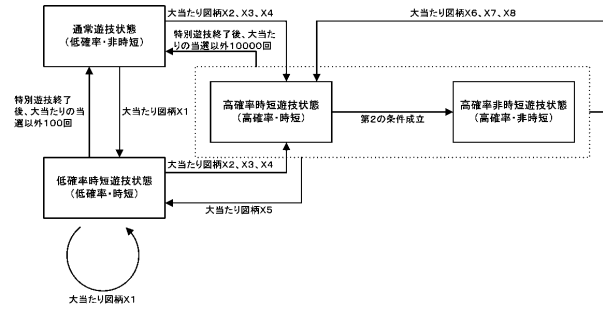 大当たり図柄X2、X3、X4
大当たり図柄X6、X7、X8
通常遊技状態
(低確率・非時短)
特別遊技終了後、大当た
りの当選以外10000回
特別遊技終了
後、大当たりの当
選以外100回
大当たり図柄X1
高確率時短遊技状態
(高確率・時短)
第2の条件成立
高確率非時短遊技状態
(高確率・非時短)
低確率時短遊技状態
(低確率・時短)
大当たり図柄X2、X3、X4
大当たり図柄X5
大当たり図柄X1